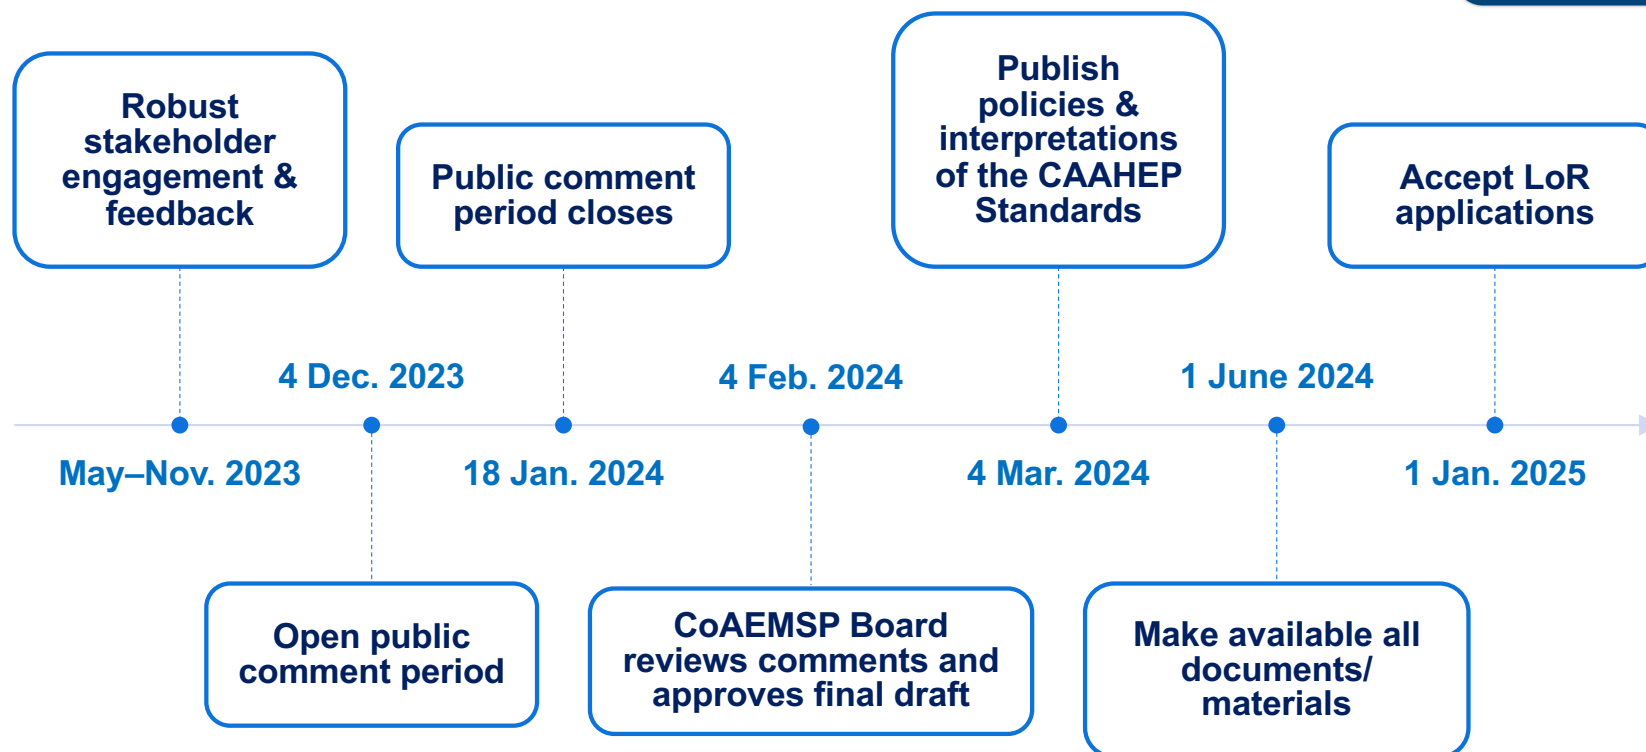 Robust
stakeholder
engagement &
feedback
Public comment
period closes
Publish
policies &
interpretations
of the CAAHEP
Standards
Accept LoR
applications
4 Dec. 2023
4 Feb. 2024
1 June 2024
May–Nov. 2023
18 Jan. 2024
4 Mar. 2024
1 Jan. 2025
Open public
comment period
CoAEMSP Board
reviews comments and
approves final draft
Make available all
documents/
materials